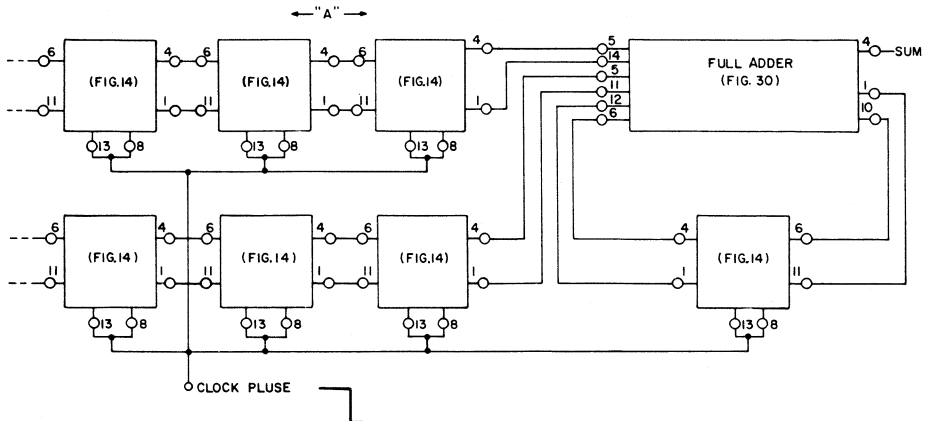 "A"
6 4 6 4 6 4
(FIG.14) (FIG.14) (FIG.14)
11 1 11 1 11 1
13 8 13 8 13 8
5
14
5
11
12
6
FULL ADDER
(FIG. 30)
4 SUM
1
10
6 4 6 4 6 4
(FIG.14) (FIG.14) (FIG.14)
11 1 11 1 11 1
13 8 13 8 13 8
4 6
(FIG.14)
1 11
13 8
CLOCK PLUSE